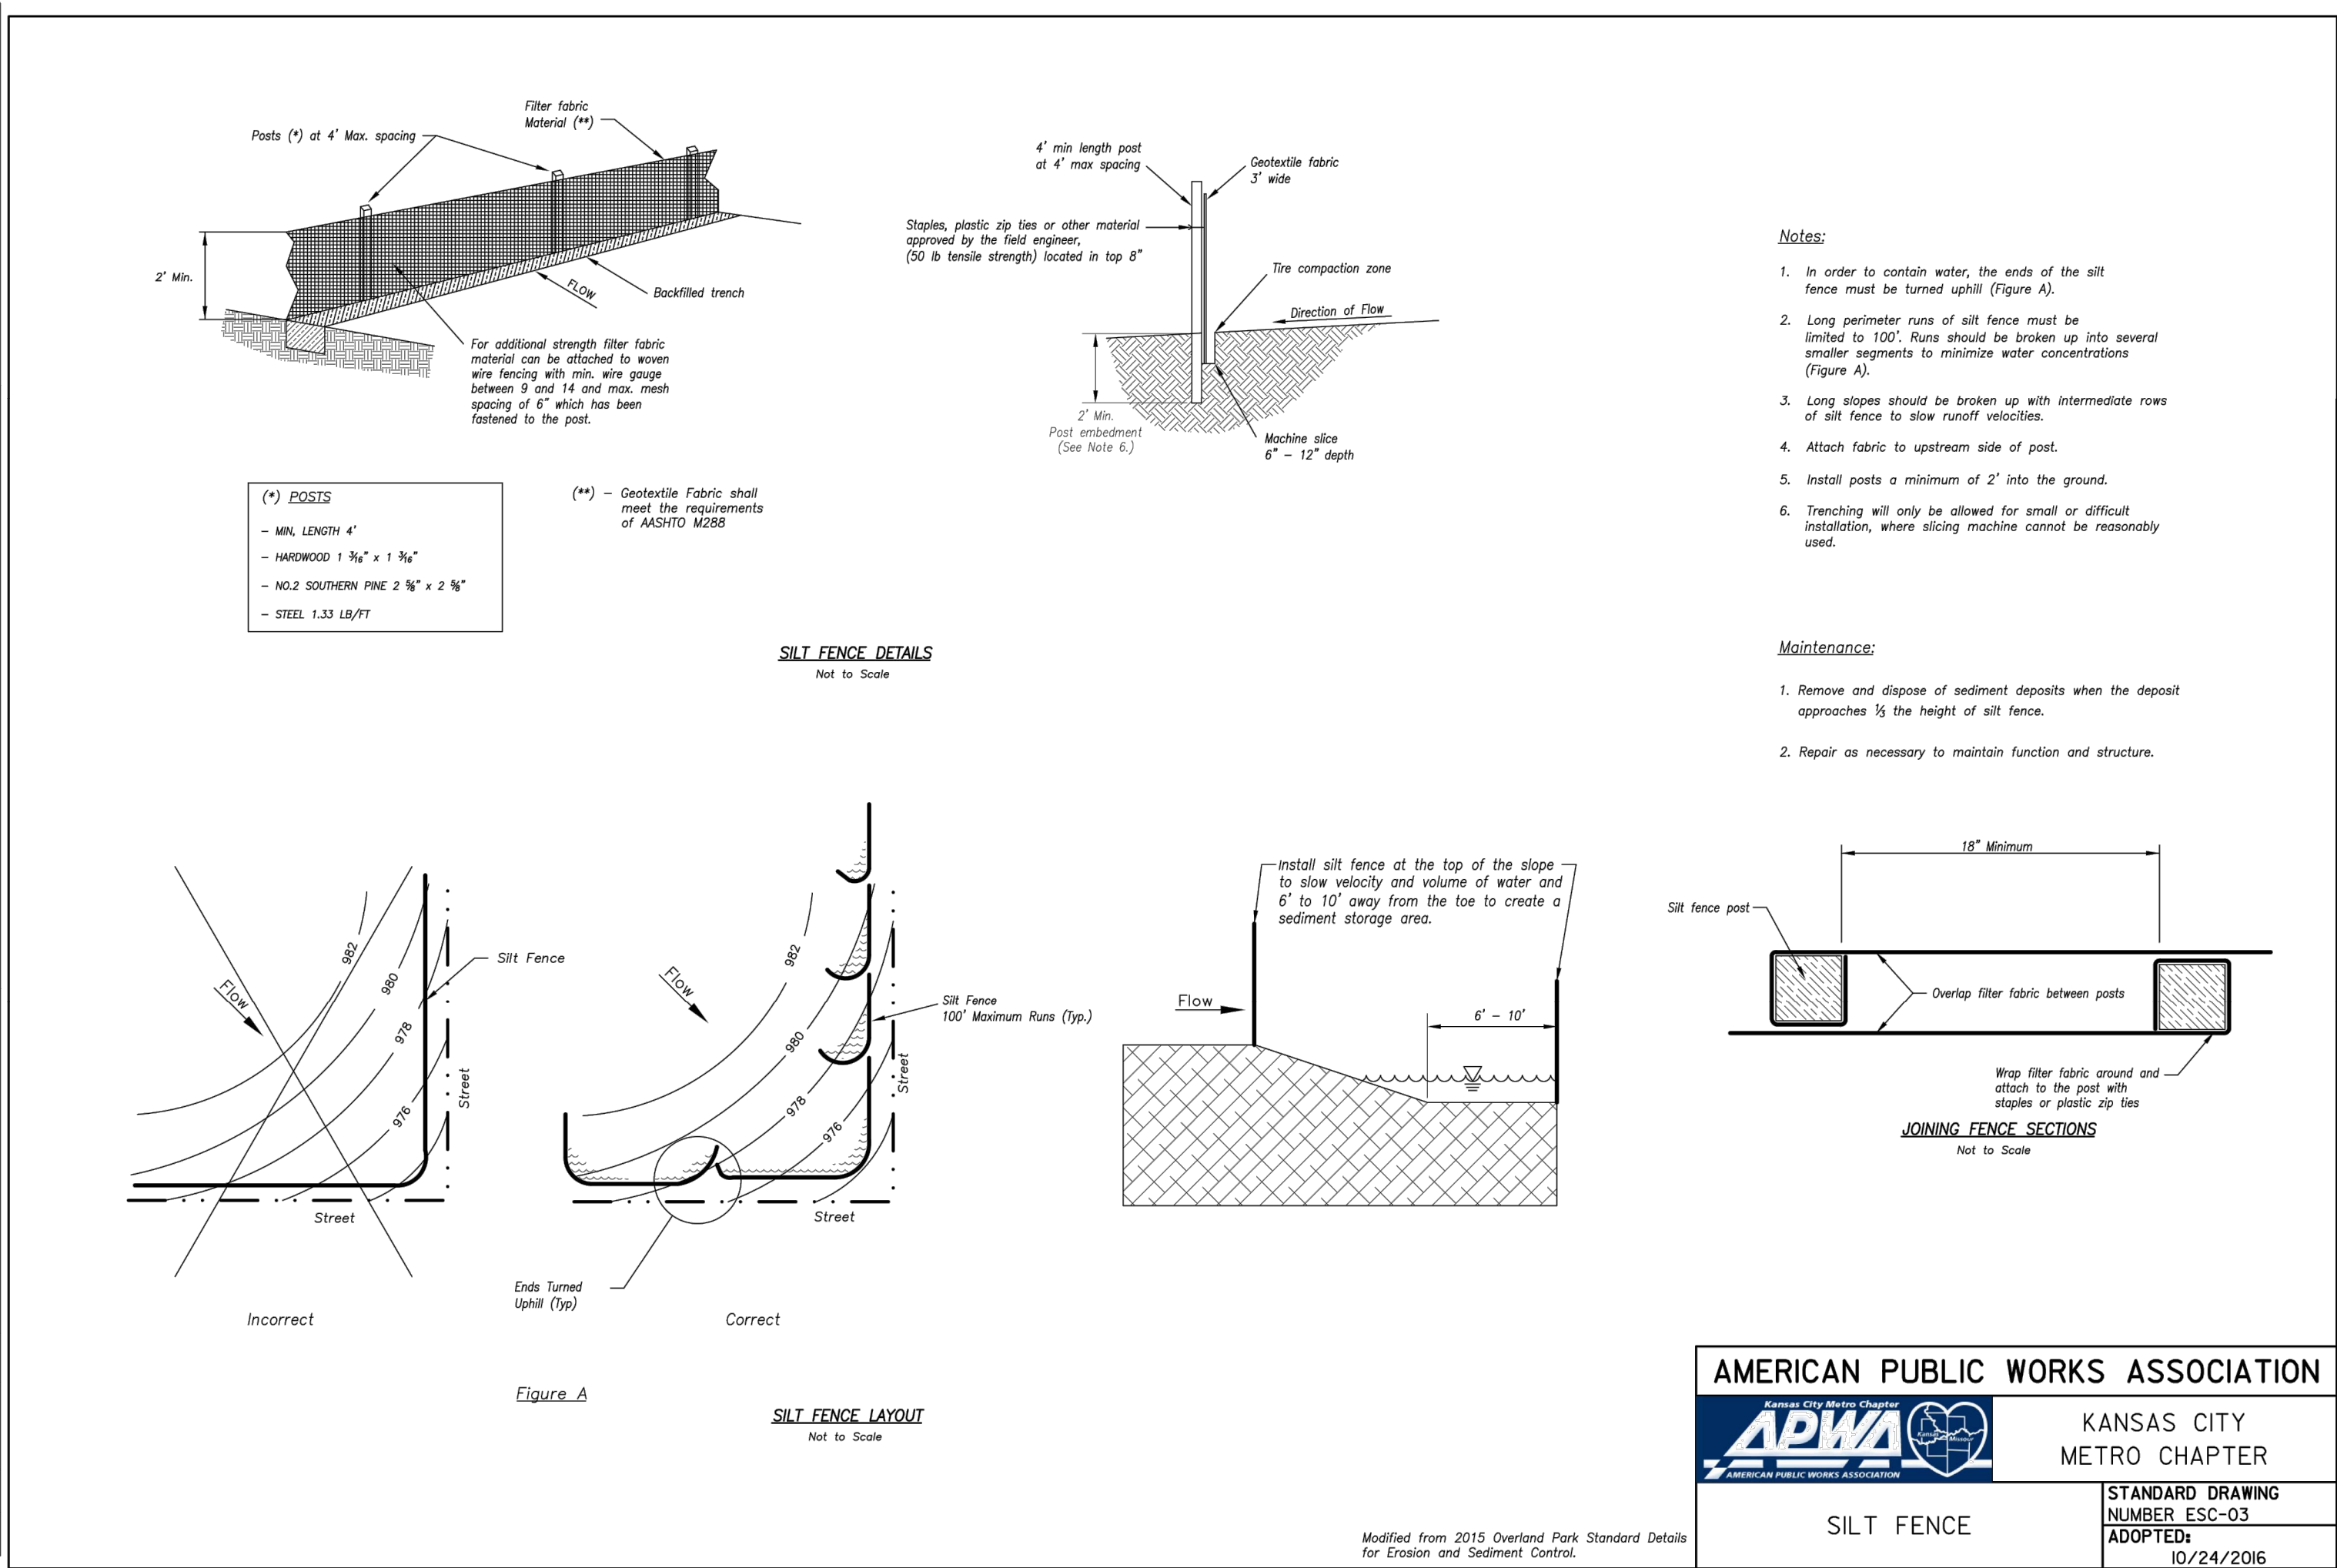 Filter fabric
Material (**)
Posts (*) at 4' Max. spacing
2' Min.
FLOW
Backfilled trench
For additional strength filter fabric
material can be attached to woven
wire fencing with min. wire gauge
between 9 and 14 and max. mesh
spacing of 6" which has been
fastened to the post.
(*) POSTS
– MIN, LENGTH 4'
– HARDWOOD 1 3/16" x 1 3/16"
– NO.2 SOUTHERN PINE 2 5/8" x 2 5/8"
– STEEL 1.33 LB/FT
(**) – Geotextile Fabric shall
meet the requirements
of AASHTO M288
4' min length post
at 4' max spacing
Geotextile fabric
3' wide
Staples, plastic zip ties or other material
approved by the field engineer,
(50 lb tensile strength) located in top 8"
Tire compaction zone
Direction of Flow
2' Min.
Post embedment
(See Note 6.)
Machine slice
6" – 12" depth
SILT FENCE DETAILS
Not to Scale
Notes:
1. In order to contain water, the ends of the silt
fence must be turned uphill (Figure A).
2. Long perimeter runs of silt fence must be
limited to 100'. Runs should be broken up into several
smaller segments to minimize water concentrations
(Figure A).
3. Long slopes should be broken up with intermediate rows
of silt fence to slow runoff velocities.
4. Attach fabric to upstream side of post.
5. Install posts a minimum of 2' into the ground.
6. Trenching will only be allowed for small or difficult
installation, where slicing machine cannot be reasonably
used.
Maintenance:
1. Remove and dispose of sediment deposits when the deposit
approaches 1/3 the height of silt fence.
2. Repair as necessary to maintain function and structure.
Flow
982
980
978
976
Silt Fence
Street
Street
Incorrect
Flow
982
980
978
976
Silt Fence
100' Maximum Runs (Typ.)
Street
Street
Ends Turned
Uphill (Typ)
Correct
Figure A
SILT FENCE LAYOUT
Not to Scale
Install silt fence at the top of the slope
to slow velocity and volume of water and
6' to 10' away from the toe to create a
sediment storage area.
Flow
6' – 10'
18" Minimum
Silt fence post
Overlap filter fabric between posts
Wrap filter fabric around and
attach to the post with
staples or plastic zip ties
JOINING FENCE SECTIONS
Not to Scale
AMERICAN PUBLIC WORKS ASSOCIATION
Kansas City Metro Chapter
APWA
Kansas
Missouri
AMERICAN PUBLIC WORKS ASSOCIATION
KANSAS CITY
METRO CHAPTER
SILT FENCE
STANDARD DRAWING
NUMBER ESC-03
ADOPTED:
10/24/2016
Modified from 2015 Overland Park Standard Details
for Erosion and Sediment Control.